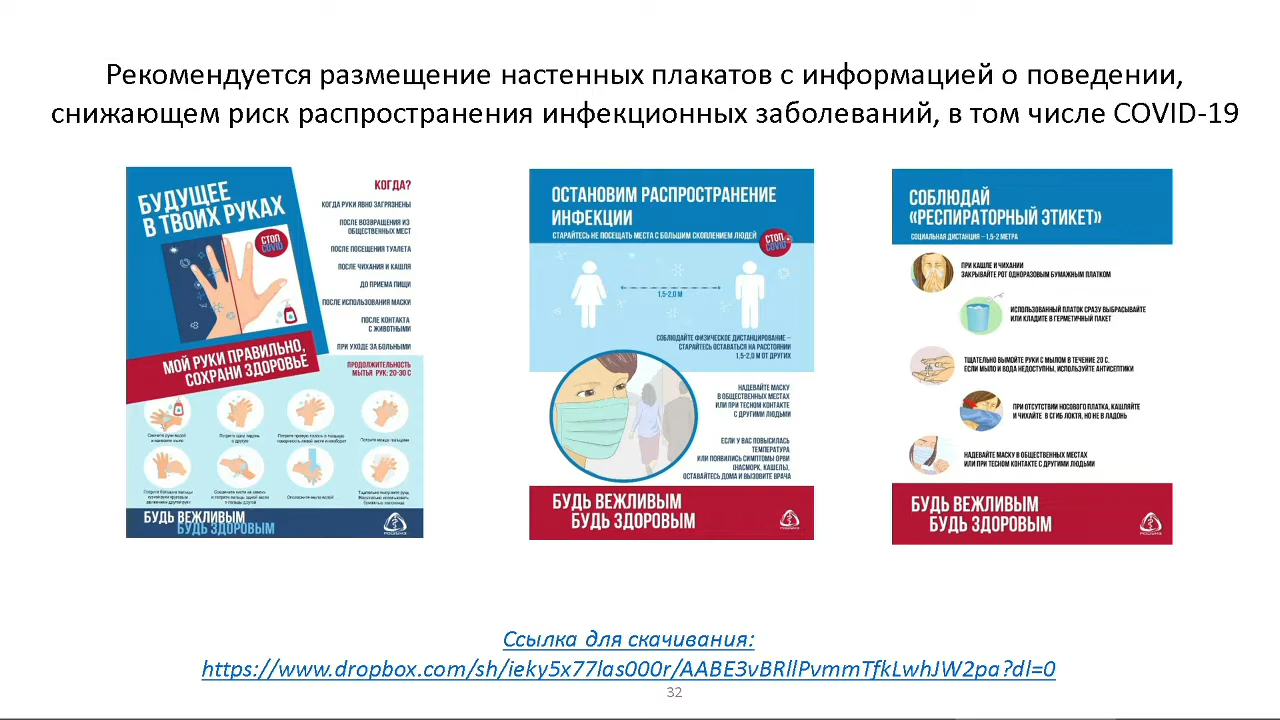 Рекомендуется размещение настенных плакатов с информацией о поведении,
снижающем риск распространения инфекционных заболеваний, в том числе COVID-19
БУДУЩЕЕ
В ТВОИХ РУКАХ
СТОП
COVID
КОГДА?
КОГДА РУКИ ЯВНО ЗАГРЯЗНЕНЫ
ПОСЛЕ ВОЗВРАЩЕНИЯ ИЗ
ОБЩЕСТВЕННЫХ МЕСТ
ПОСЛЕ ПОСЕЩЕНИЯ ТУАЛЕТА
ПОСЛЕ ЧИХАНИЯ И КАШЛЯ
ДО ПРИЕМА ПИЩИ
ПОСЛЕ ИСПОЛЬЗОВАНИЯ МАСКИ
ПОСЛЕ КОНТАКТА
С ЖИВОТНЫМИ
ПРИ УХОДЕ ЗА БОЛЬНЫМИ
МОЙ РУКИ ПРАВИЛЬНО,
СОХРАНИ ЗДОРОВЬЕ
ПРОДОЛЖИТЕЛЬНОСТЬ
МЫТЬЯ РУК: 20-30 С
БУДЬ ВЕЖЛИВЫМ
БУДЬ ЗДОРОВЫМ
ОСТАНОВИМ РАСПРОСТРАНЕНИЕ
ИНФЕКЦИИ
СТАРАЙТЕСЬ НЕ ПОСЕЩАТЬ МЕСТА С БОЛЬШИМ СКОПЛЕНИЕМ ЛЮДЕЙ
СТОП
COVID
1,5-2,0 М
СОБЛЮДАЙТЕ ФИЗИЧЕСКОЕ ДИСТАНЦИРОВАНИЕ –
СТАРАЙТЕСЬ ОСТАВАТЬСЯ НА РАССТОЯНИИ
1,5-2,0 М ОТ ДРУГИХ
НАДЕВАЙТЕ МАСКУ
В ОБЩЕСТВЕННЫХ МЕСТАХ
ИЛИ ПРИ ТЕСНОМ КОНТАКТЕ
С ДРУГИМИ ЛЮДЬМИ
ЕСЛИ У ВАС ПОВЫСИЛАСЬ
ТЕМПЕРАТУРА
ИЛИ ПОЯВИЛИСЬ СИМПТОМЫ ОРВИ
(НАСМОРК, КАШЕЛЬ),
ОСТАВАЙТЕСЬ ДОМА И ВЫЗОВИТЕ ВРАЧА
БУДЬ ВЕЖЛИВЫМ
БУДЬ ЗДОРОВЫМ
СОБЛЮДАЙ
«РЕСПИРАТОРНЫЙ ЭТИКЕТ»
СОЦИАЛЬНАЯ ДИСТАНЦИЯ – 1,5-2 МЕТРА
ПРИ КАШЛЕ И ЧИХАНИИ
ЗАКРЫВАЙТЕ РОТ ОДНОРАЗОВЫМ БУМАЖНЫМ ПЛАТКОМ
ИСПОЛЬЗОВАННЫЙ ПЛАТОК СРАЗУ ВЫБРАСЫВАЙТЕ
ИЛИ КЛАДИТЕ В ГЕРМЕТИЧНЫЙ ПАКЕТ
ТЩАТЕЛЬНО ВЫМОЙТЕ РУКИ С МЫЛОМ В ТЕЧЕНИЕ 20 С.
ЕСЛИ МЫЛО И ВОДА НЕДОСТУПНЫ, ИСПОЛЬЗУЙТЕ АНТИСЕПТИКИ
ПРИ ОТСУТСТВИИ НОСОВОГО ПЛАТКА, КАШЛЯЙТЕ
И ЧИХАЙТЕ В СГИБ ЛОКТЯ, НО НЕ В ЛАДОНЬ
НАДЕВАЙТЕ МАСКУ В ОБЩЕСТВЕННЫХ МЕСТАХ
ИЛИ ПРИ ТЕСНОМ КОНТАКТЕ С ДРУГИМИ ЛЮДЬМИ
БУДЬ ВЕЖЛИВЫМ
БУДЬ ЗДОРОВЫМ
Ссылка для скачивания:
https://www.dropbox.com/sh/ieky5x77las000r/AABE3vBRllPvmmTfkLwhJW2pa?dl=0
32